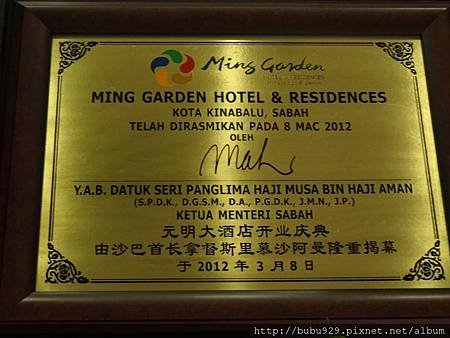 Ming Garden
HOTEL & RESIDENCES
MING GARDEN HOTEL & RESIDENCES
KOTA KINABALU, SABAH
TELAH DIRASMIKAN PADA 8 MAC 2012
OLEH
Y.A.B. DATUK SERI PANGLIMA HAJI MUSA BIN HAJI AMAN
(S.P.D.K., D.G.S.M., D.A., P.G.D.K., J.M.N., J.P.)
KETUA MENTERI SABAH
元明大酒店开业庆典
由沙巴首长拿督斯里慕沙阿曼隆重揭幕
于 2012 年 3 月 8 日
http://bubu929.pixnet.net/album